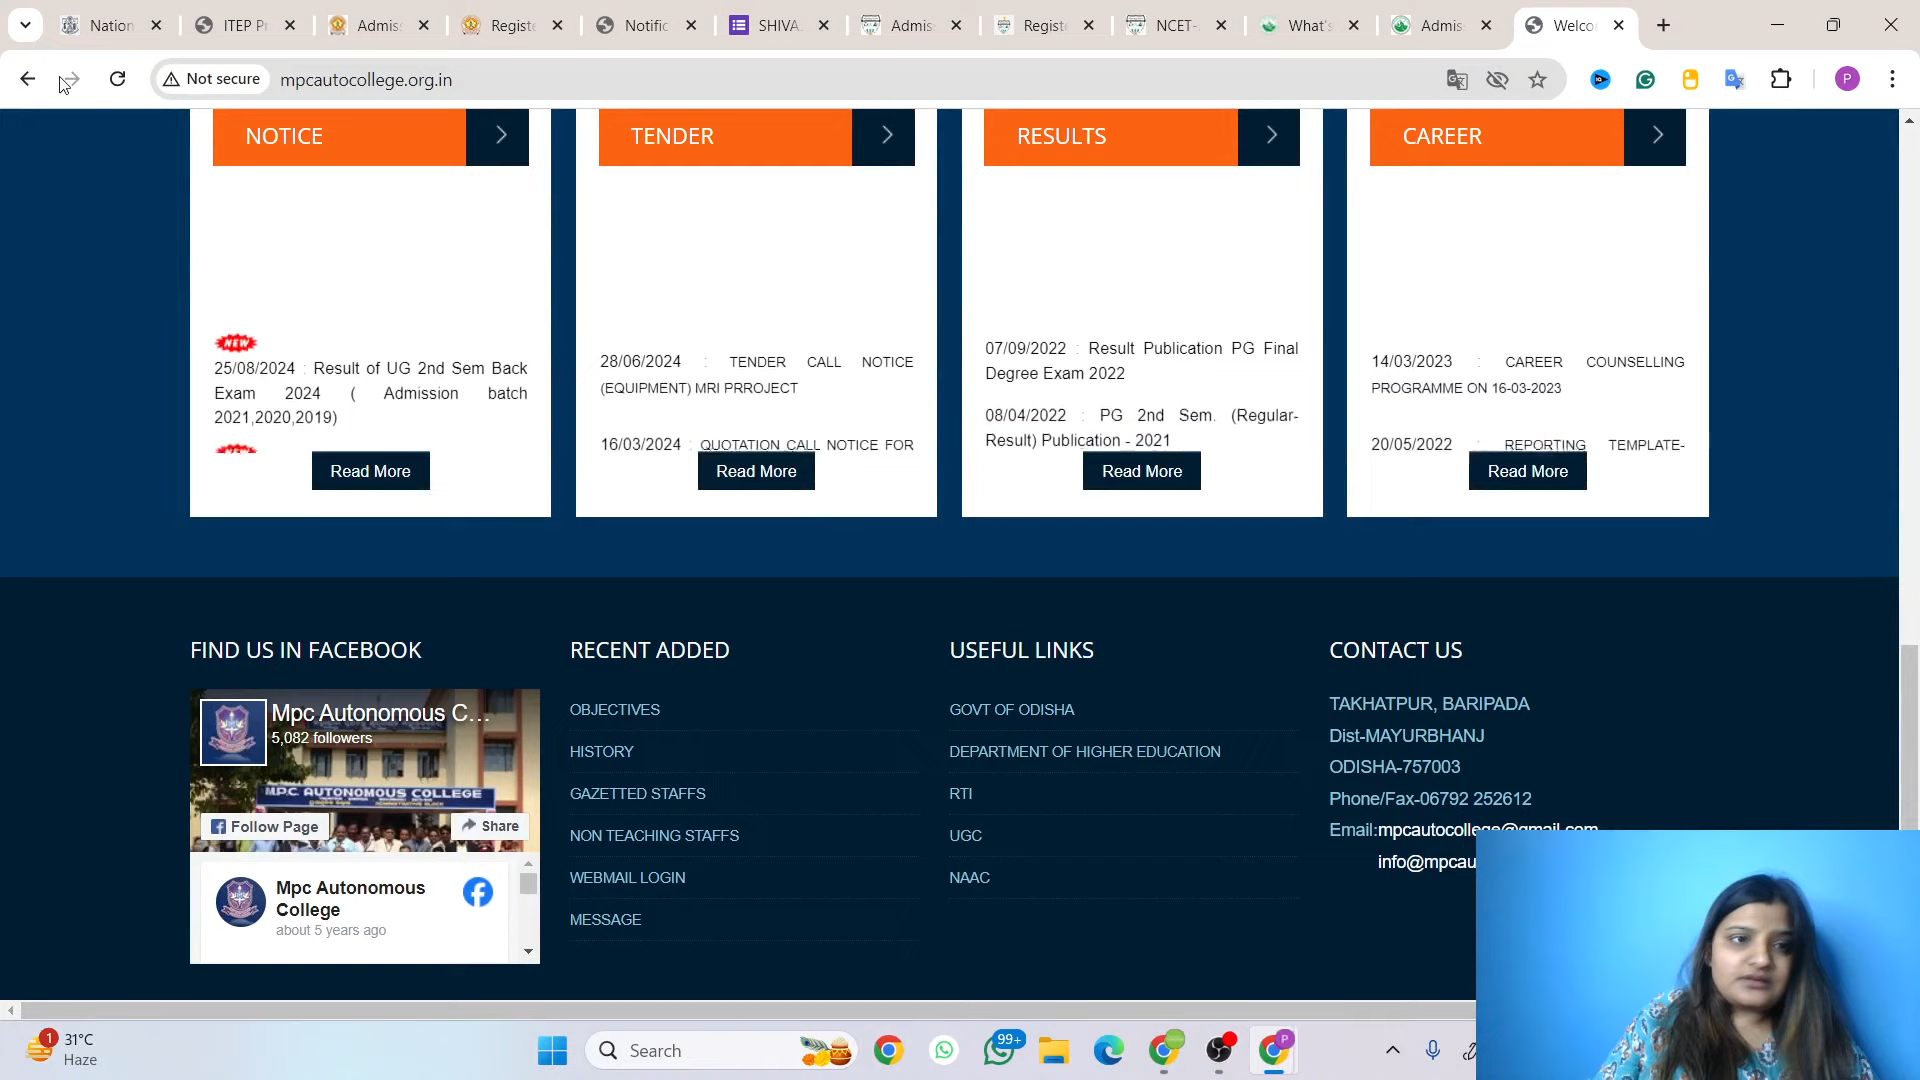 Nation
ITEP P
Admis
Registe
Notific
SHIVA
Admis
Registe
NCET-
What's
Admis
Welco
Not secure
mpcautocollege.org.in
P
NOTICE
TENDER
RESULTS
CAREER
NEW
25/08/2024 : Result of UG 2nd Sem Back
Exam 2024 ( Admission batch
2021,2020,2019)
Read More
28/06/2024 : TENDER CALL NOTICE
(EQUIPMENT) MRI PRROJECT
16/03/2024 : QUOTATION CALL NOTICE FOR
Read More
07/09/2022 : Result Publication PG Final
Degree Exam 2022
08/04/2022 : PG 2nd Sem. (Regular-
Result) Publication - 2021
Read More
14/03/2023 : CAREER COUNSELLING
PROGRAMME ON 16-03-2023
20/05/2022 : REPORTING TEMPLATE-
Read More
FIND US IN FACEBOOK
Mpc Autonomous C...
5,082 followers
M.P.C. AUTONOMOUS COLLEGE
Follow Page
Share
Mpc Autonomous
College
about 5 years ago
RECENT ADDED
OBJECTIVES
HISTORY
GAZETTED STAFFS
NON TEACHING STAFFS
WEBMAIL LOGIN
MESSAGE
USEFUL LINKS
GOVT OF ODISHA
DEPARTMENT OF HIGHER EDUCATION
RTI
UGC
NAAC
CONTACT US
TAKHATPUR, BARIPADA
Dist-MAYURBHANJ
ODISHA-757003
Phone/Fax-06792 252612
Email:mpcautocollege@gmail.com
info@mpcau
1
31°C
Haze
Search
99+
P